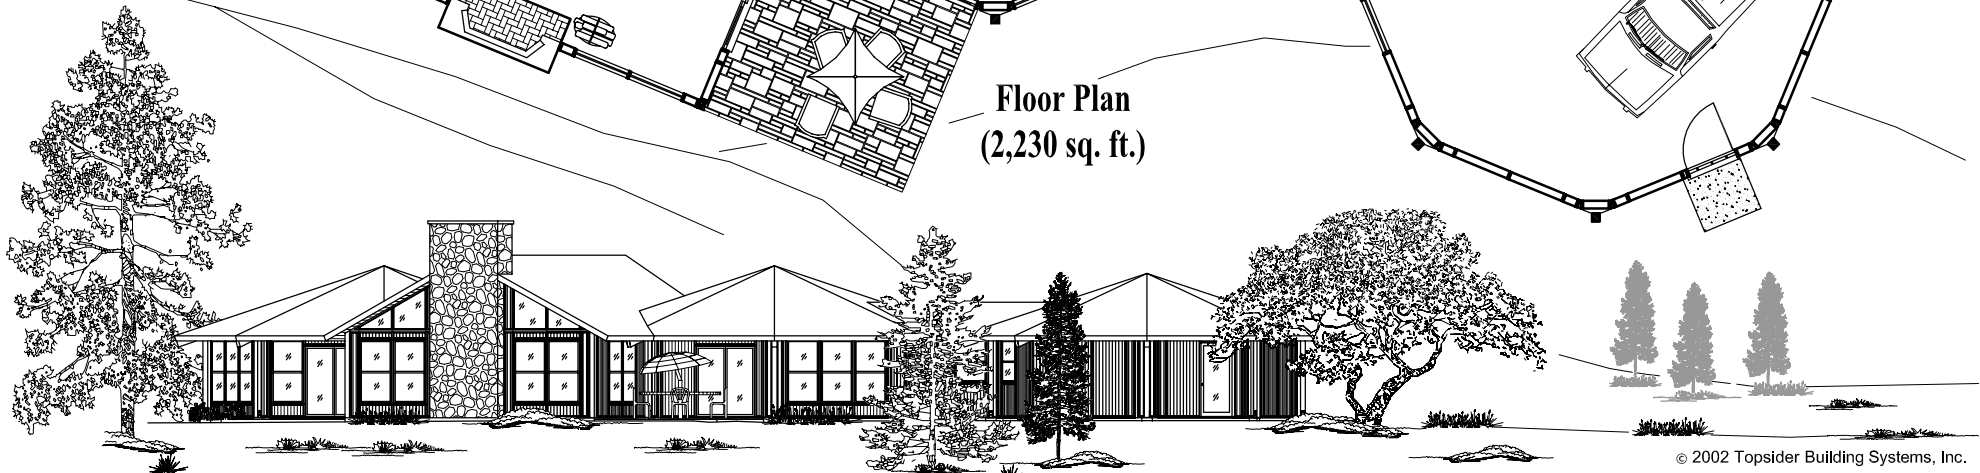 Floor Plan
(2,230 sq. ft.)
© 2002 Topsider Building Systems, Inc.